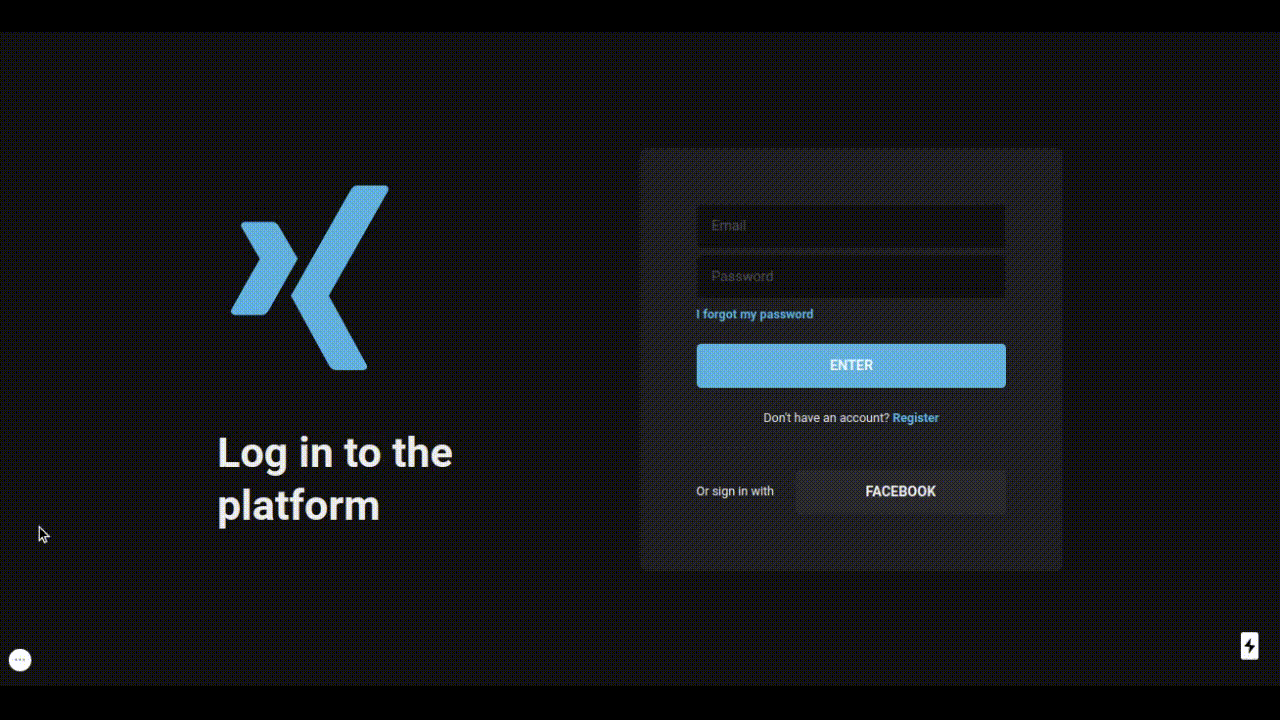 Log in to the
platform
Email
Password
I forgot my password
ENTER
Don't have an account? Register
Or sign in with
FACEBOOK